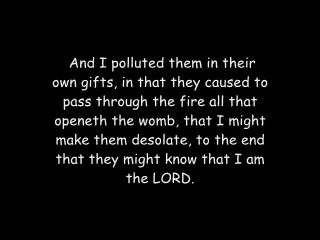 And I polluted them in their
own gifts, in that they caused to
pass through the fire all that
openeth the womb, that I might
make them desolate, to the end
that they might know that I am
the LORD.